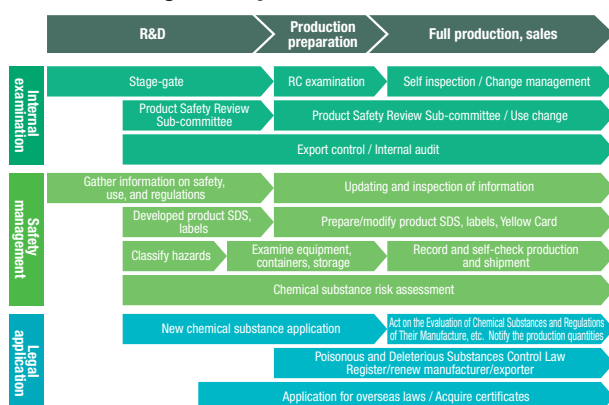 R&D
Production
preparation
Full production, sales
Internal
examination
Stage-gate
RC examination
Self inspection / Change management
Product Safety Review
Sub-committee
Product Safety Review Sub-committee / Use change
Export control / Internal audit
Safety
management
Gather information on safety,
use, and regulations
Updating and inspection of information
Developed product SDS,
labels
Prepare/modify product SDS, labels, Yellow Card
Classify hazards
Examine equipment,
containers, storage
Record and self-check production
and shipment
Chemical substance risk assessment
Legal
application
New chemical substance application
Act on the Evaluation of Chemical Substances and Regulations
of Their Manufacture, etc. Notify the production quantities
Poisonous and Deleterious Substances Control Law
Register/renew manufacturer/exporter
Application for overseas laws / Acquire certificates